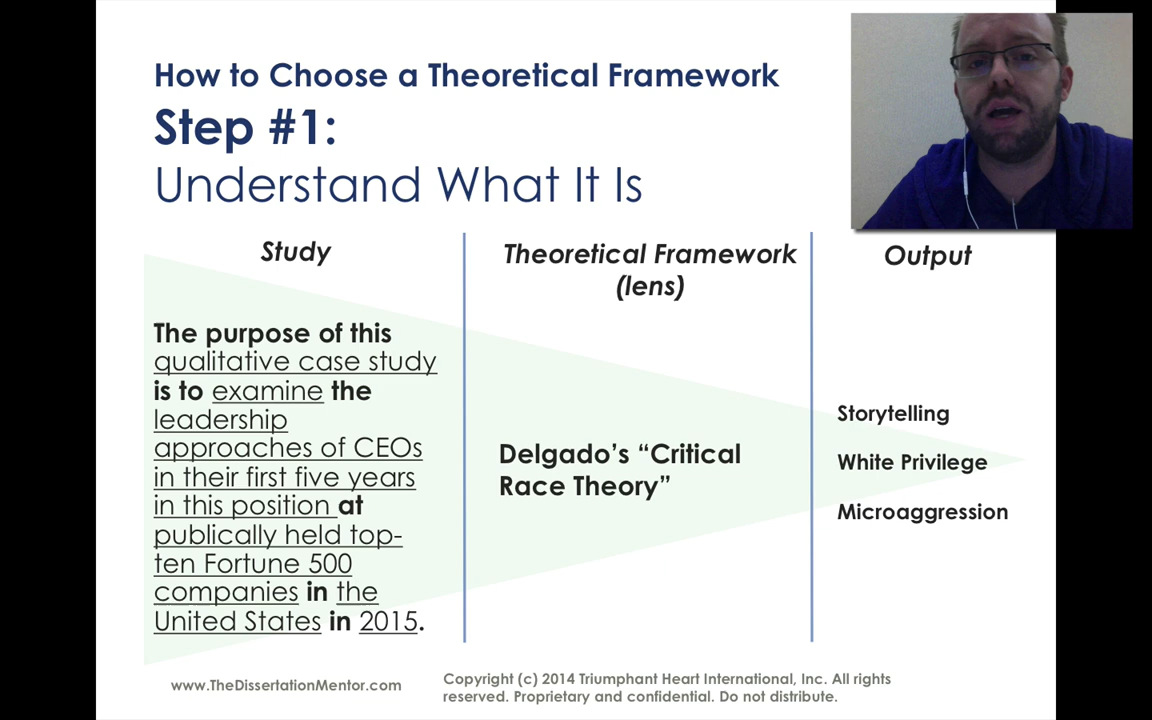 How to Choose a Theoretical Framework
Step #1:
Understand What It Is
Study
The purpose of this
qualitative case study
is to examine the
leadership
approaches of CEOs
in their first five years
in this position at
publically held top-
ten Fortune 500
companies in the
United States in 2015.
Theoretical Framework
(lens)
Delgado’s “Critical
Race Theory”
Output
Storytelling
White Privilege
Microaggression
www.TheDissertationMentor.com
Copyright (c) 2014 Triumphant Heart International, Inc. All rights
reserved. Proprietary and confidential. Do not distribute.